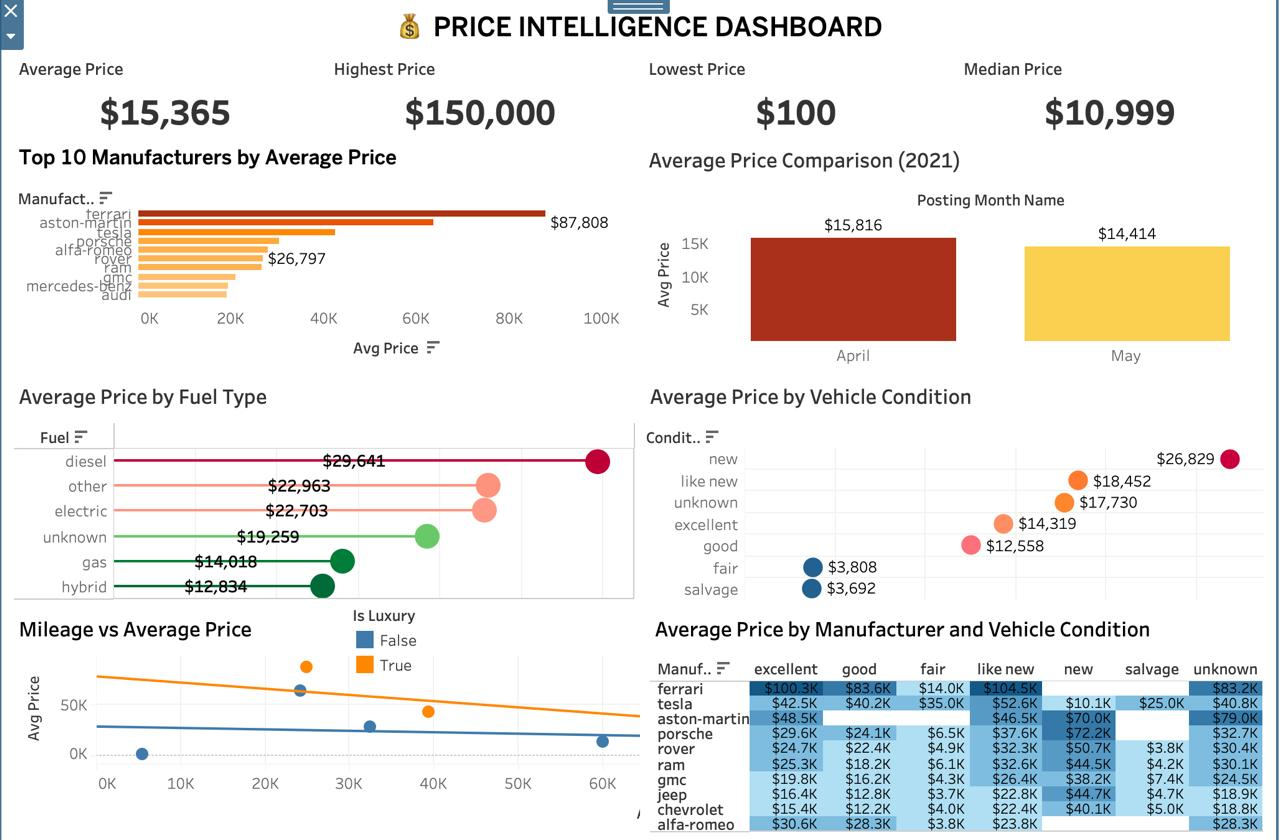 💰 PRICE INTELLIGENCE DASHBOARD
Average Price Highest Price Lowest Price Median Price
$15,365 $150,000 $100 $10,999
Top 10 Manufacturers by Average Price
Manufact..
ferrari
aston-martin $87,808
tesla
porsche
alfa-romeo
rover $26,797
ram
gmc
mercedes-benz
audi
0K 20K 40K 60K 80K 100K
Avg Price
Average Price Comparison (2021)
Posting Month Name
$15,816 $14,414
Avg Price
15K
10K
5K
April May
Average Price by Fuel Type
Fuel
diesel $29,641
other $22,963
electric $22,703
unknown $19,259
gas $14,018
hybrid $12,834
Average Price by Vehicle Condition
Condit..
new $26,829
like new $18,452
unknown $17,730
excellent $14,319
good $12,558
fair $3,808
salvage $3,692
Mileage vs Average Price
Is Luxury
False
True
Avg Price
50K
0K
0K 10K 20K 30K 40K 50K 60K
Average Price by Manufacturer and Vehicle Condition
Manuf.. excellent good fair like new new salvage unknown
ferrari $100.3K $83.6K $14.0K $104.5K $83.2K
tesla $42.5K $40.2K $35.0K $52.6K $10.1K $25.0K $40.8K
aston-martin $48.5K $46.5K $70.0K $79.0K
porsche $29.6K $24.1K $6.5K $37.6K $72.2K $32.7K
rover $24.7K $22.4K $4.9K $32.3K $50.7K $3.8K $30.4K
ram $25.3K $18.2K $6.1K $32.6K $44.5K $4.2K $30.1K
gmc $19.8K $16.2K $4.3K $26.4K $38.2K $7.4K $24.5K
jeep $16.4K $12.8K $3.7K $22.8K $44.7K $4.7K $18.9K
chevrolet $15.4K $12.2K $4.0K $22.4K $40.1K $5.0K $18.8K
alfa-romeo $30.6K $28.3K $3.8K $23.8K $28.3K